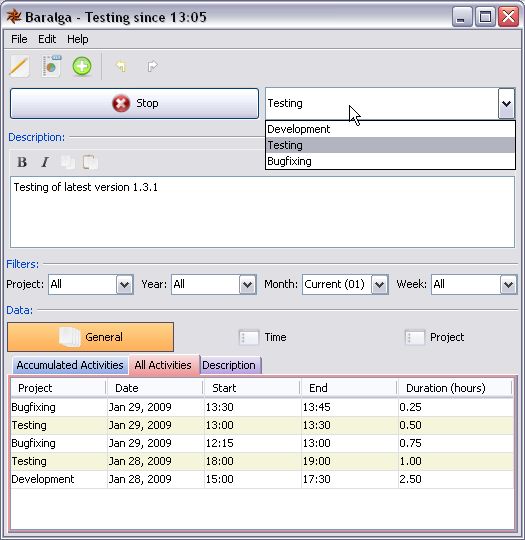 Baralga - Testing since 13:05
File Edit Help
Stop Testing
Development
Testing
Bugfixing
Description:
B I
Testing of latest version 1.3.1
Filters:
Project: All Year: All Month: Current (01) Week: All
Data:
General Time Project
Accumulated Activities All Activities Description
Project Date Start End Duration (hours)
Bugfixing Jan 29, 2009 13:30 13:45 0.25
Testing Jan 29, 2009 13:00 13:30 0.50
Bugfixing Jan 29, 2009 12:15 13:00 0.75
Testing Jan 28, 2009 18:00 19:00 1.00
Development Jan 28, 2009 15:00 17:30 2.50